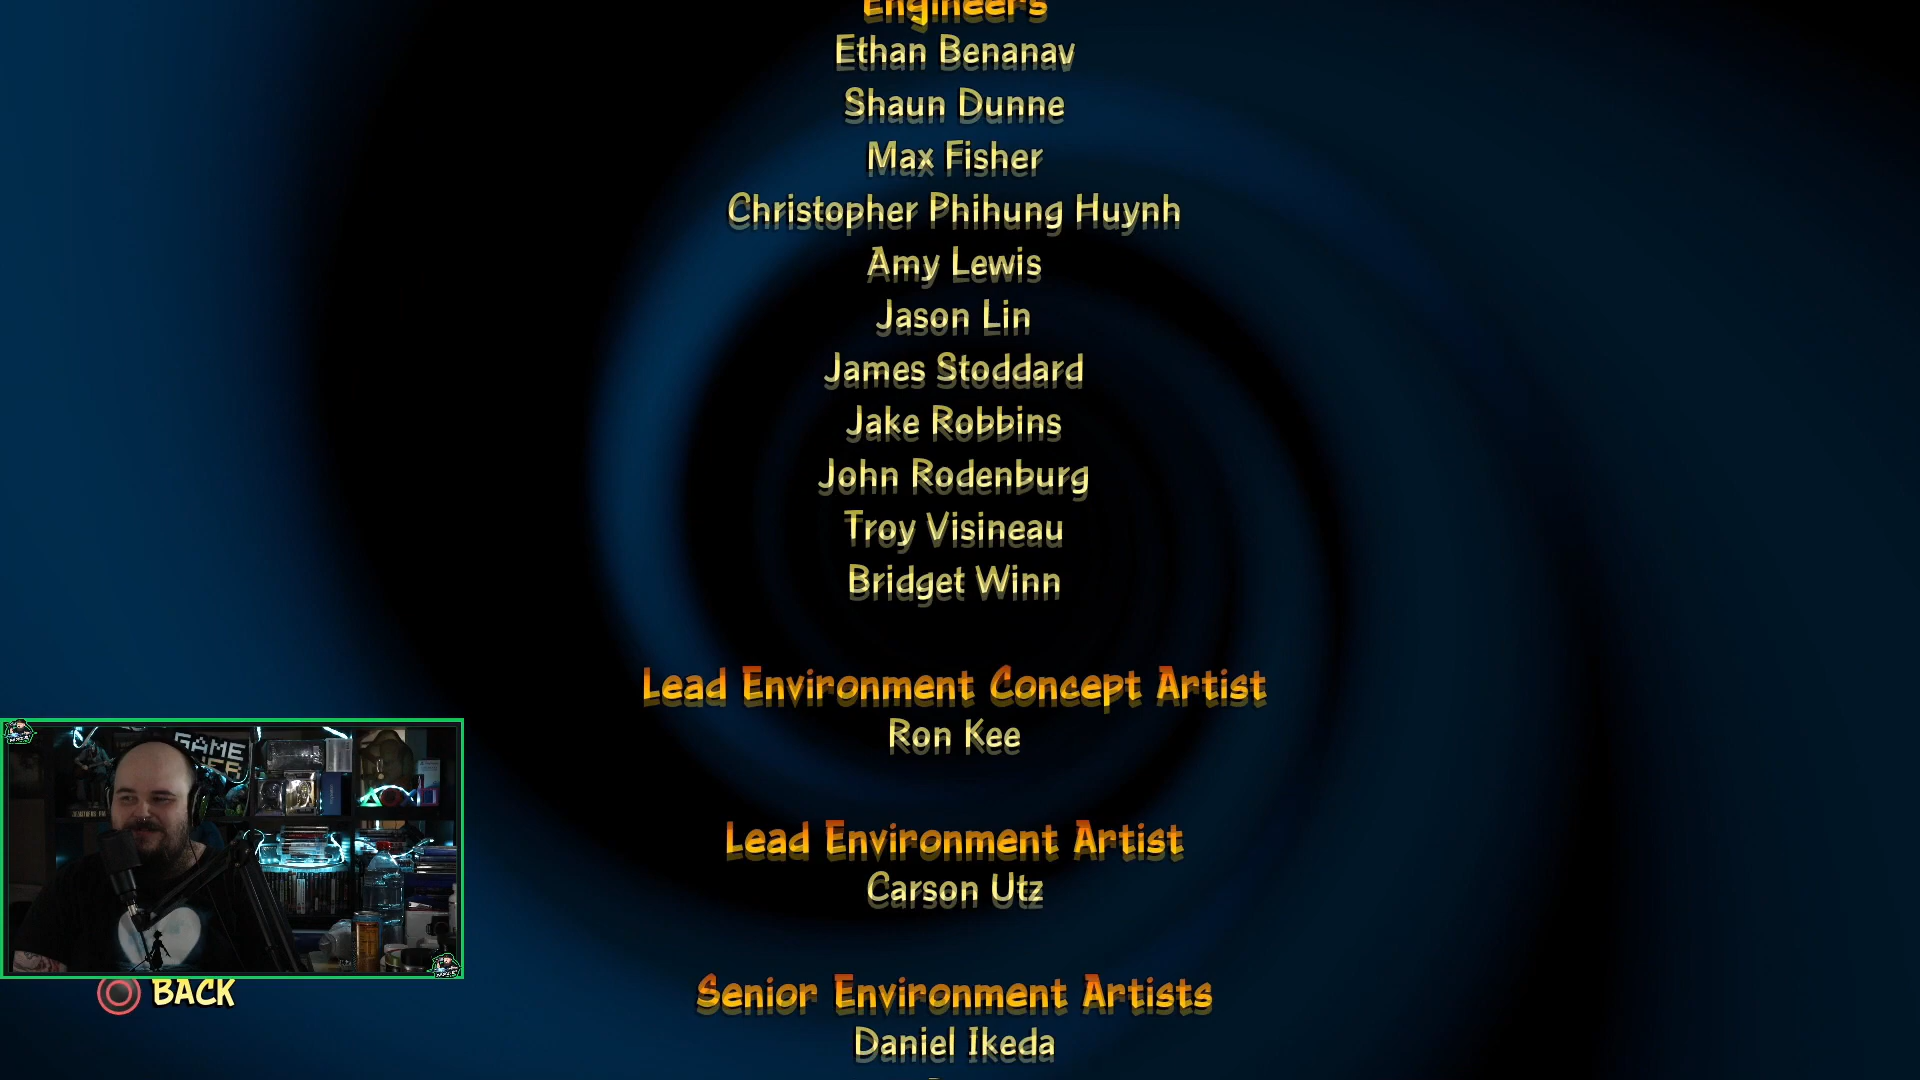 Engineers
Ethan Benanav
Shaun Dunne
Max Fisher
Christopher Phihung Huynh
Amy Lewis
Jason Lin
James Stoddard
Jake Robbins
John Rodenburg
Troy Visineau
Bridget Winn
Lead Environment Concept Artist
Ron Kee
Lead Environment Artist
Carson Utz
Senior Environment Artists
Daniel Ikeda
GAME
BACK